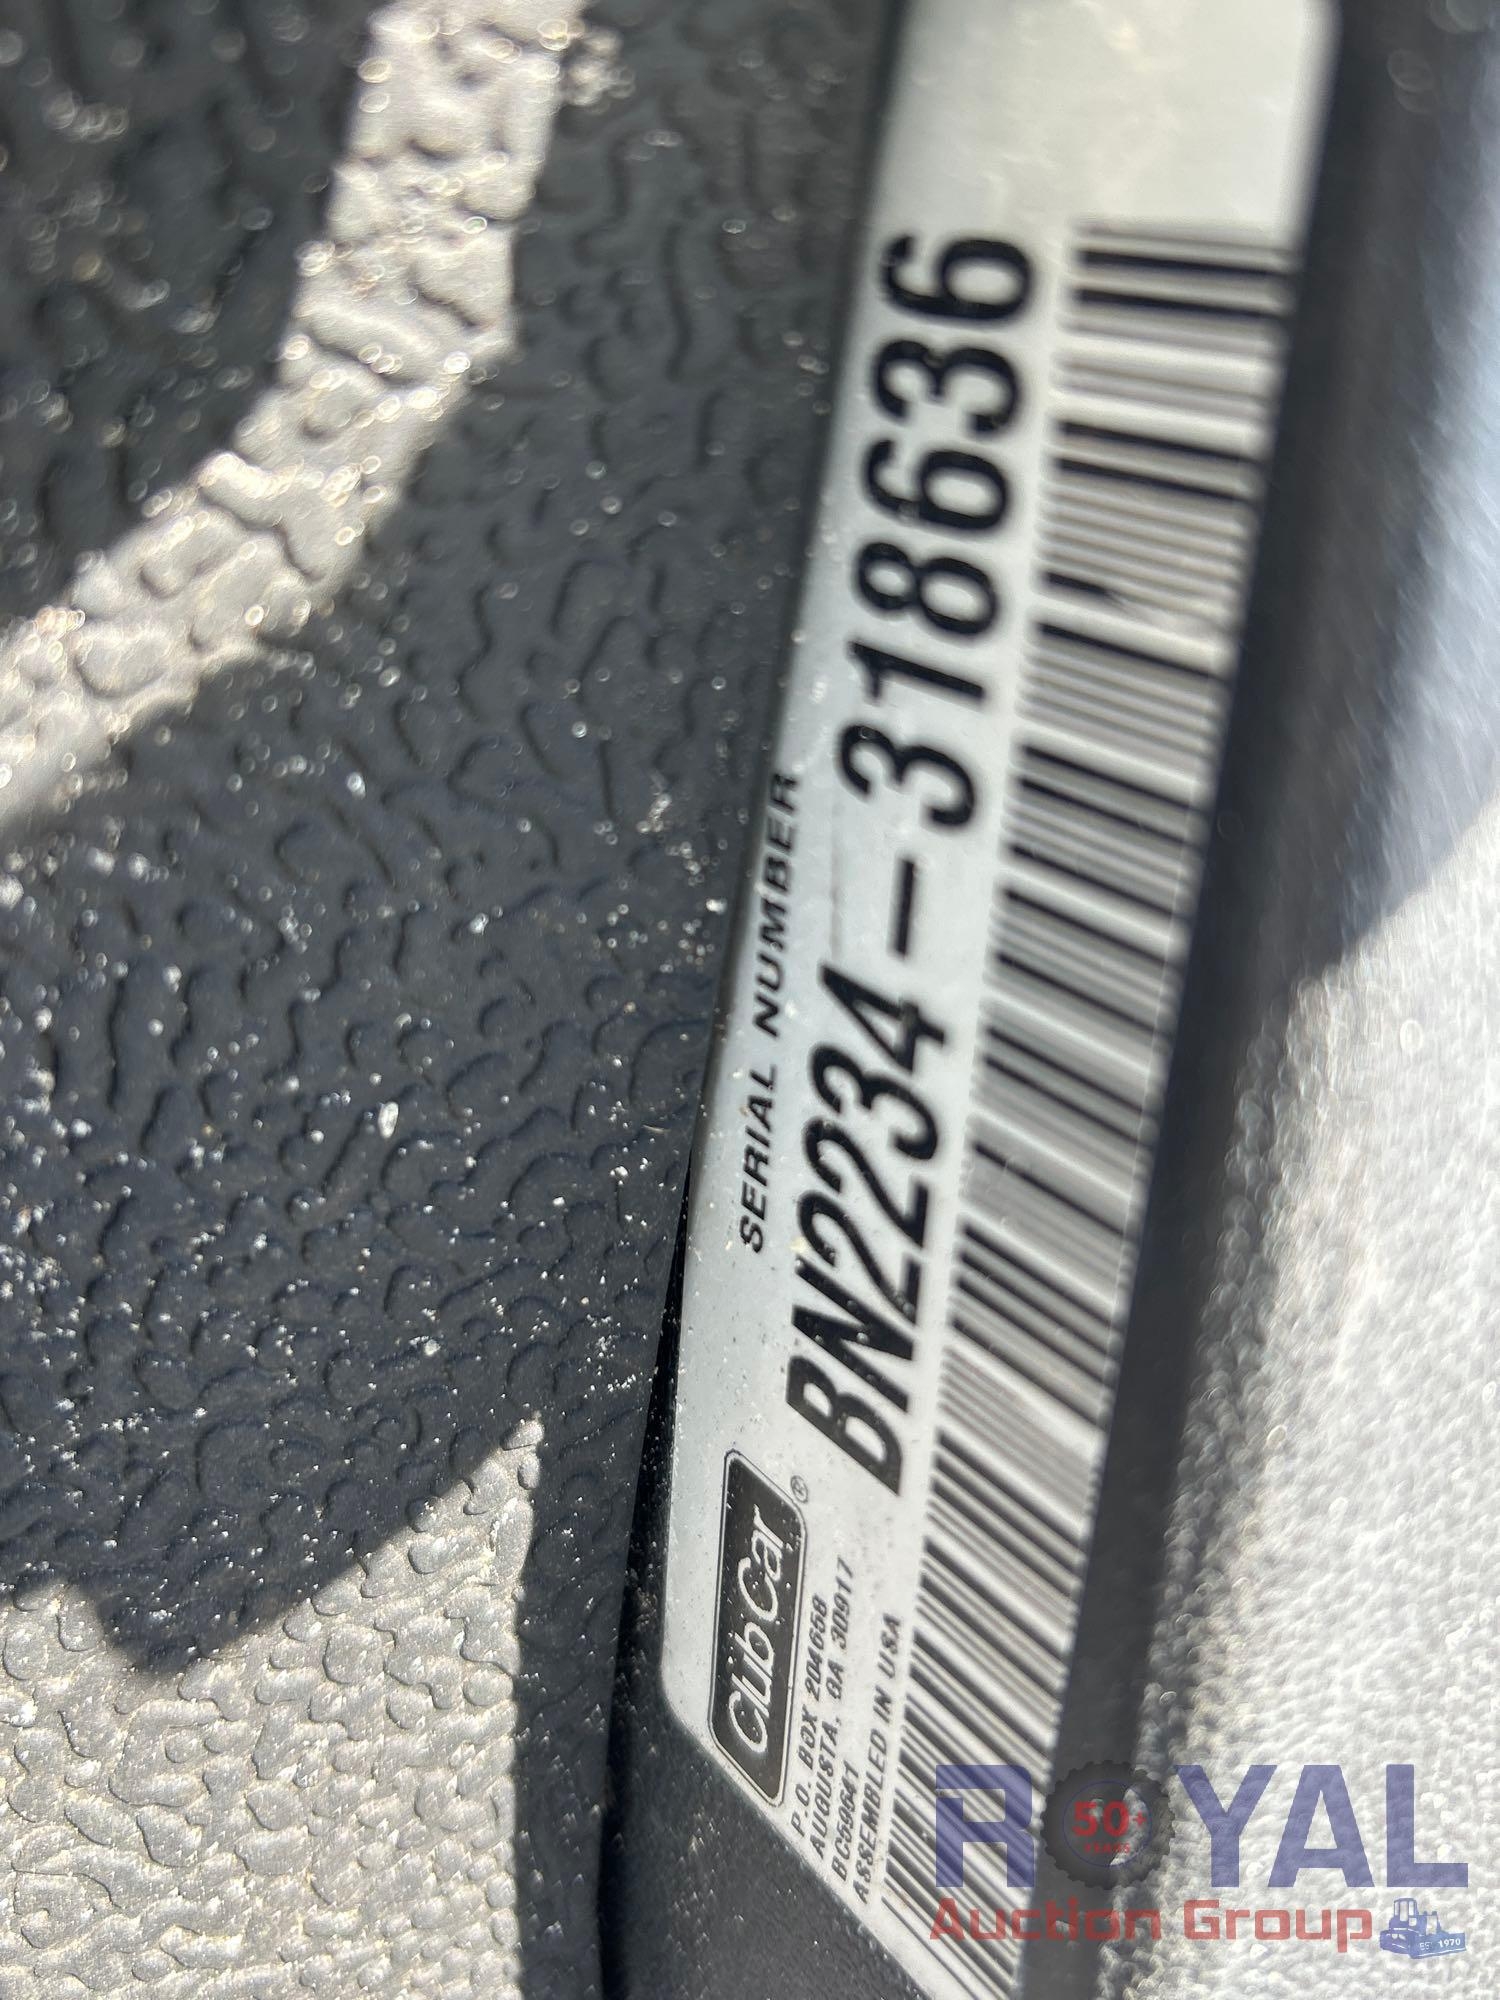 SERIAL NUMBER
BN2234-318636
Club Car®
P.O. BOX 204658
AUGUSTA, GA 30917
BC59641
ASSEMBLED IN USA
ROYAL
50+
YEARS
Auction Group
EST 1970